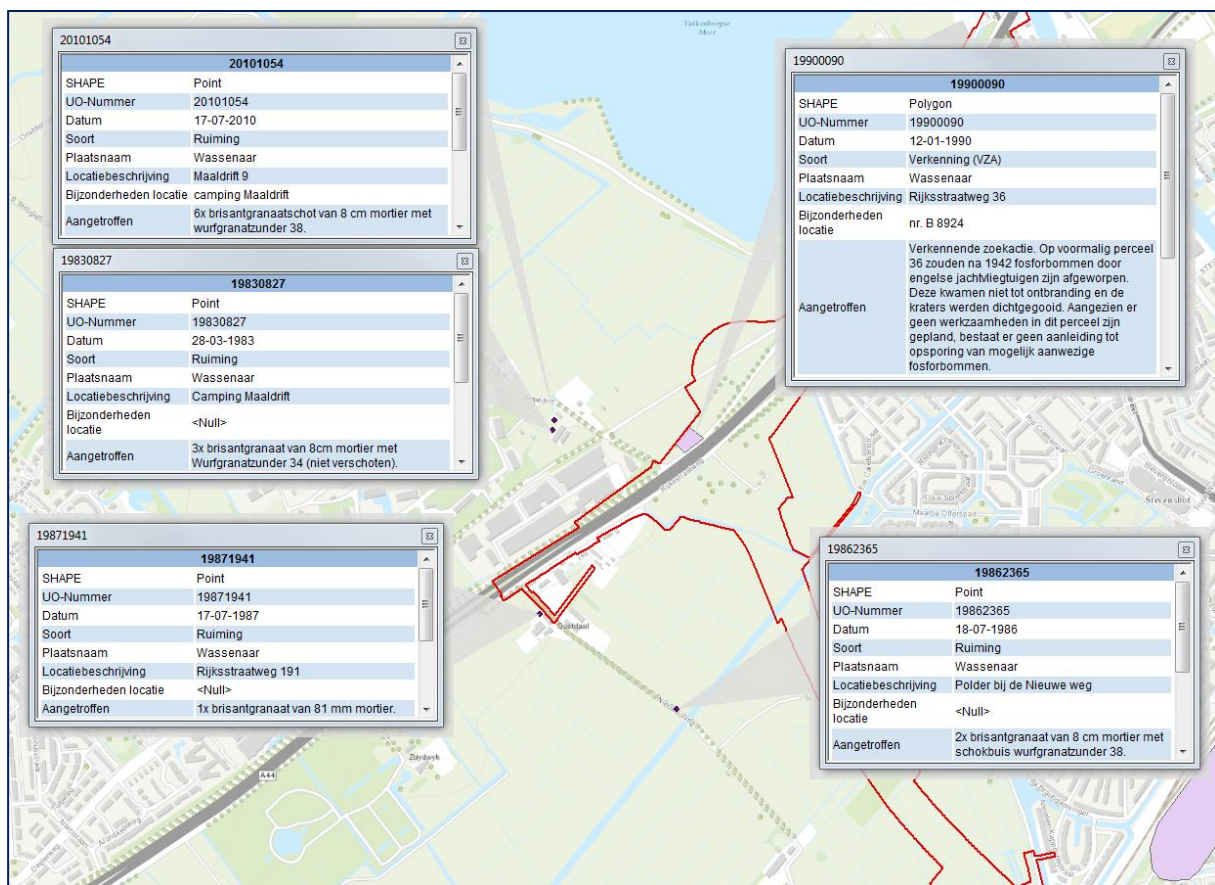 20101054
20101054
SHAPE Point
UO-Nummer 20101054
Datum 17-07-2010
Soort Ruiming
Plaatsnaam Wassenaar
Locatiebeschrijving Maaldrift 9
Bijzonderheden locatie camping Maaldrift
Aangetroffen 6x brisantgranaatschot van 8 cm mortier met
wurfgranatzunder 38.
19830827
19830827
SHAPE Point
UO-Nummer 19830827
Datum 28-03-1983
Soort Ruiming
Plaatsnaam Wassenaar
Locatiebeschrijving Camping Maaldrift
Bijzonderheden
locatie <Null>
Aangetroffen 3x brisantgranaat van 8cm mortier met
Wurfgranatzunder 34 (niet verschoten).
19871941
19871941
SHAPE Point
UO-Nummer 19871941
Datum 17-07-1987
Soort Ruiming
Plaatsnaam Wassenaar
Locatiebeschrijving Rijksstraatweg 191
Bijzonderheden locatie <Null>
Aangetroffen 1x brisantgranaat van 81 mm mortier.
19900090
19900090
SHAPE Polygon
UO-Nummer 19900090
Datum 12-01-1990
Soort Verkenning (VZA)
Plaatsnaam Wassenaar
Locatiebeschrijving Rijksstraatweg 36
Bijzonderheden
locatie nr. B 8924
Aangetroffen Verkennende zoekactie. Op voormalig perceel
36 zouden na 1942 fosforbommen door
engelse jachtvliegtuigen zijn afgeworpen.
Deze kwamen niet tot ontbranding en de
kraters werden dichtgegooid. Aangezien er
geen werkzaamheden in dit perceel zijn
gepland, bestaat er geen aanleiding tot
opsporing van mogelijk aanwezige
fosforbommen.
19862365
19862365
SHAPE Point
UO-Nummer 19862365
Datum 18-07-1986
Soort Ruiming
Plaatsnaam Wassenaar
Locatiebeschrijving Polder bij de Nieuwe weg
Bijzonderheden
locatie <Null>
Aangetroffen 2x brisantgranaat van 8 cm mortier met
schokbuis wurfgranatzunder 38.
Valkenburgse
Meer
Rijksstraatweg
Maartje Offerspad
Stevenshof
Oostdaal
Zuydwyk
A44